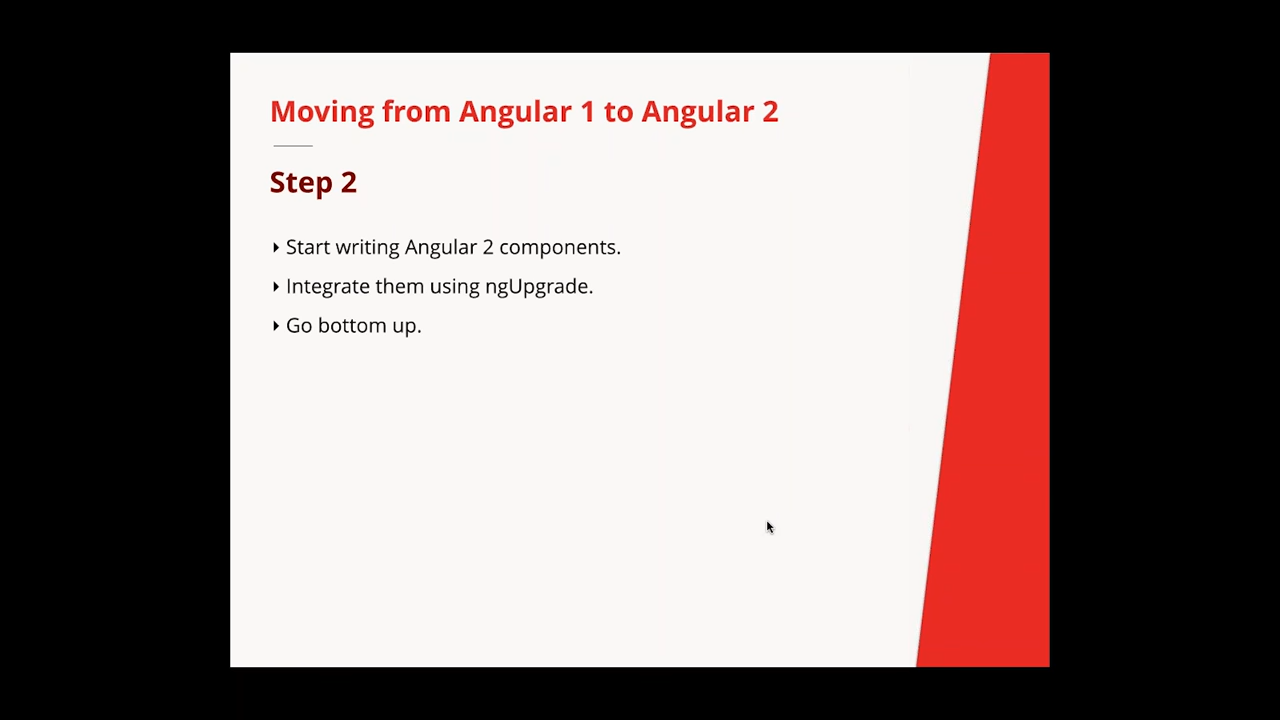 Moving from Angular 1 to Angular 2
Step 2
Start writing Angular 2 components.
Integrate them using ngUpgrade.
Go bottom up.